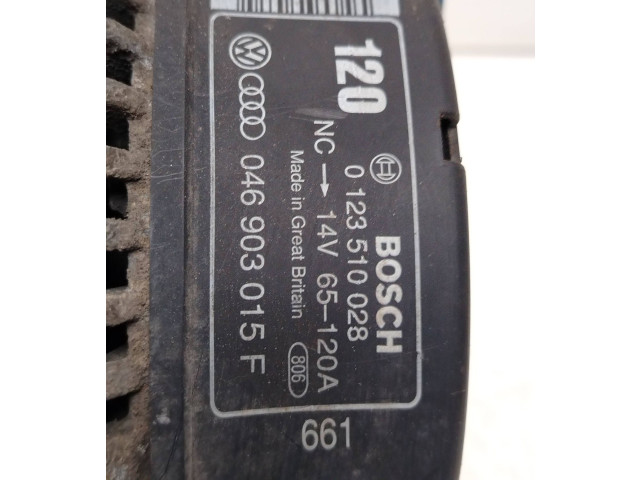 120
BOSCH
0 123 510 028
NC → 14V 65–120A
Made in Great Britain
806
046 903 015 F
661